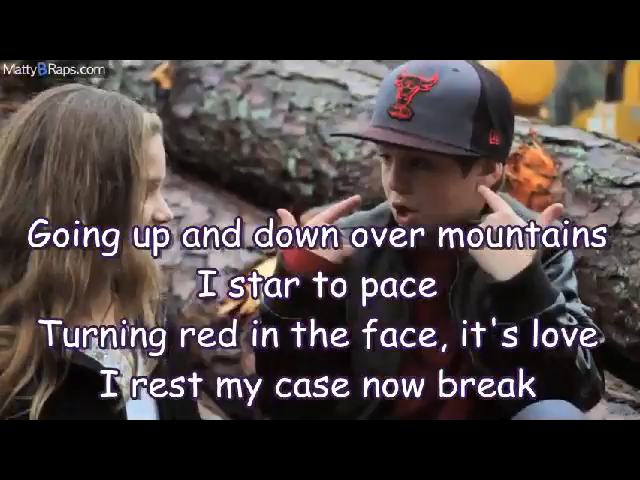 MattyBRaps.com
Going up and down over mountains
I star to pace
Turning red in the face, it's love
I rest my case now break